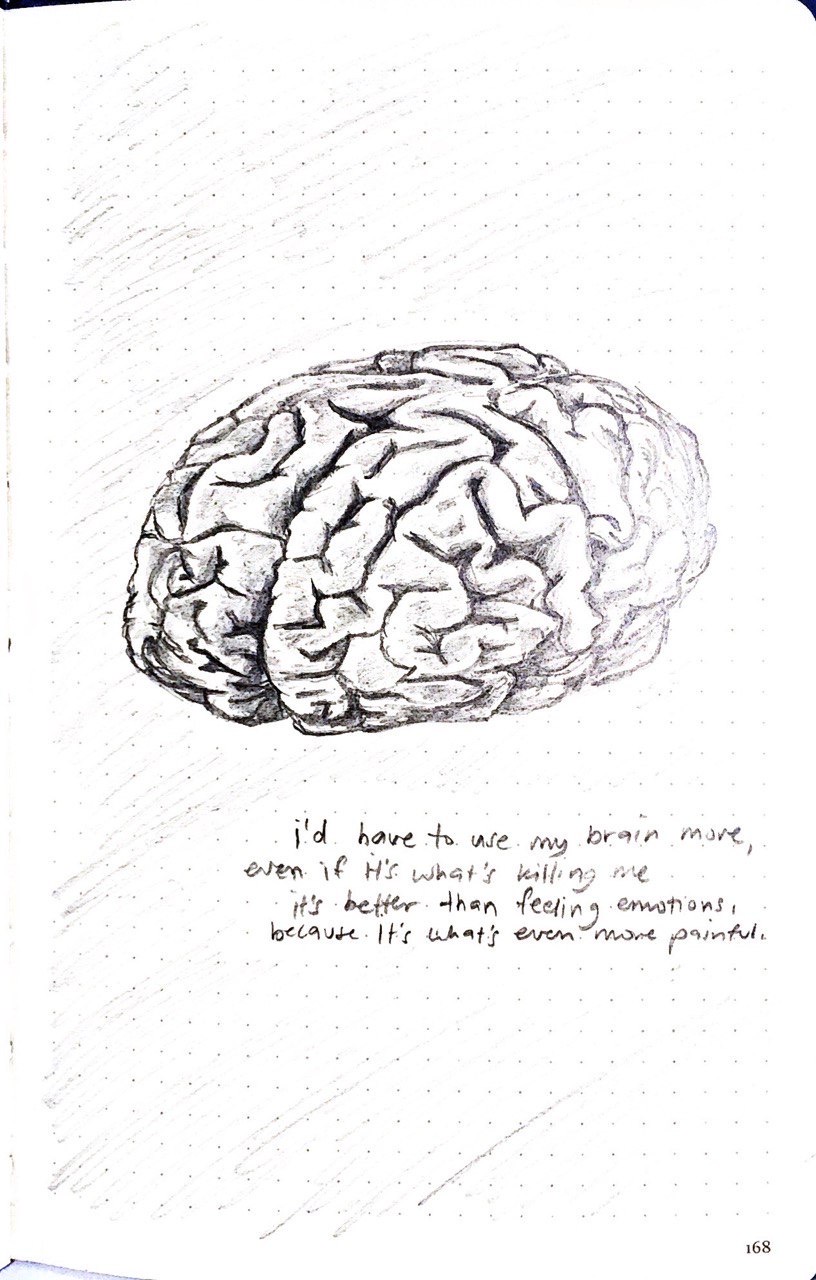 i'd have to use my brain more,
even if it's what's killing me
it's better than feeling emotions,
because it's what's even more painful.
168